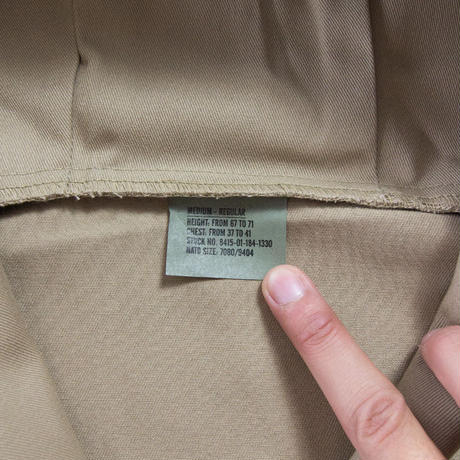 MEDIUM - REGULAR
HEIGHT: FROM 67 TO 71
CHEST: FROM 37 TO 41
STOCK NO. 8415-01-184-1330
NATO SIZE: 7080/9404